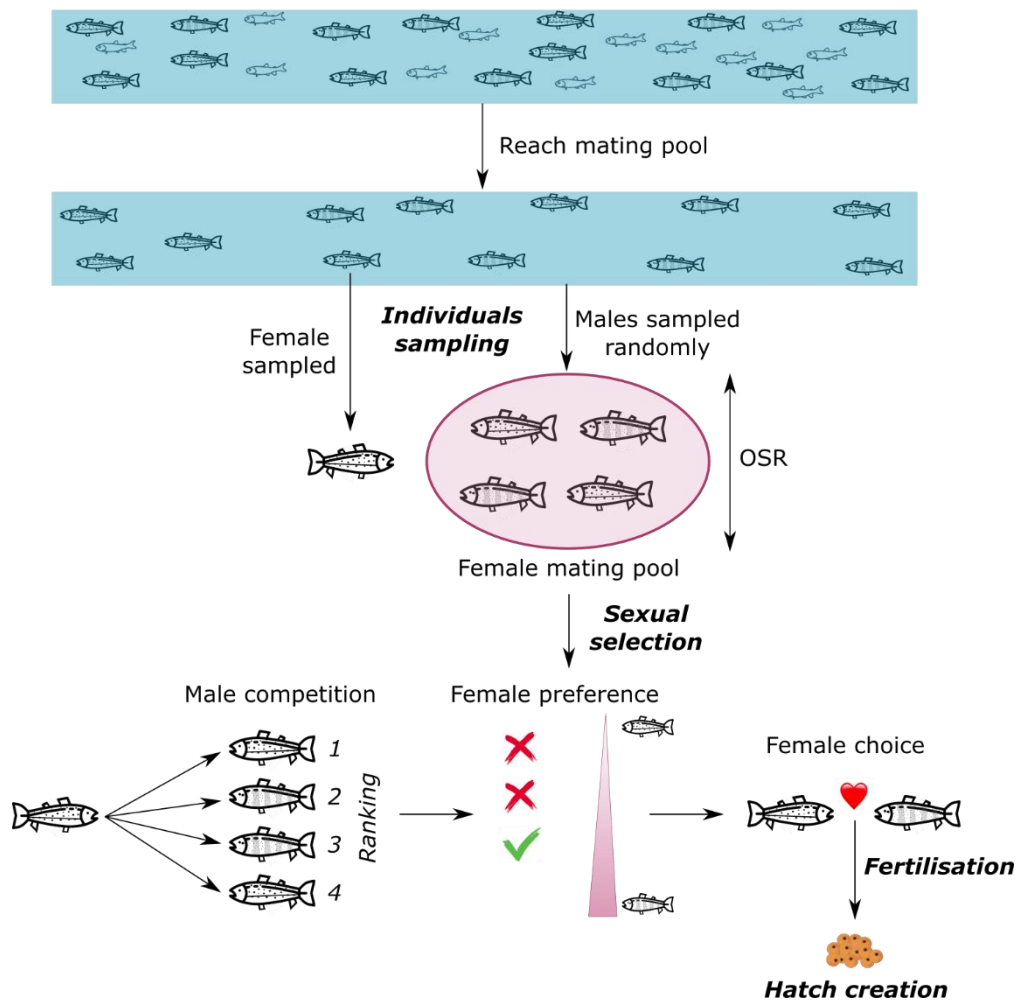 Reach mating pool
Individuals
sampling
Female
sampled
Males sampled
randomly
OSR
Female mating pool
Sexual
selection
Male competition
Female preference
1
2
3
4
Ranking
Female choice
Fertilisation
Hatch creation